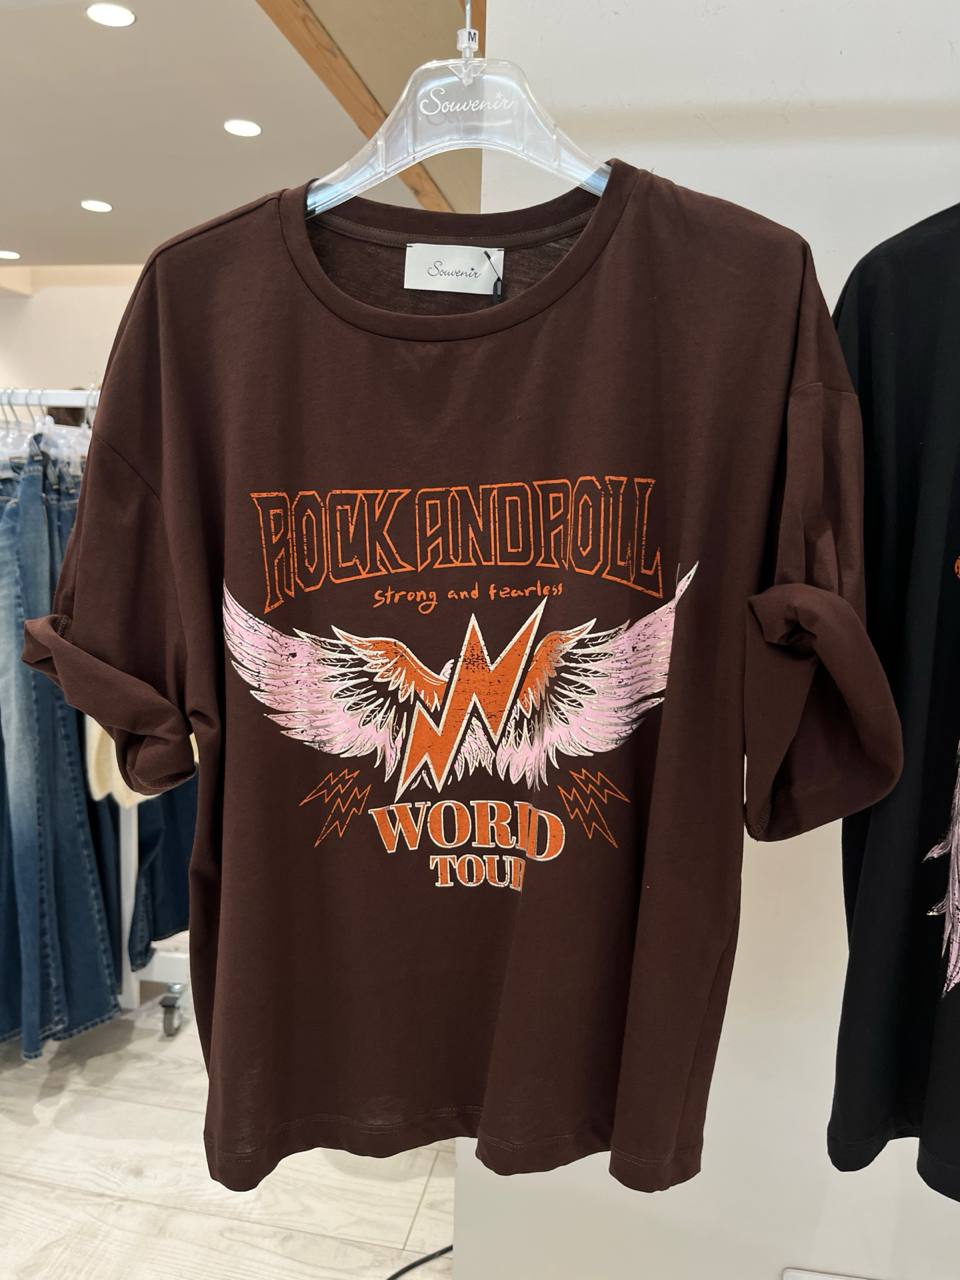 M
Souvenir
Souvenir
ROCK AND ROLL
strong and fearless
WORLD
TOUR